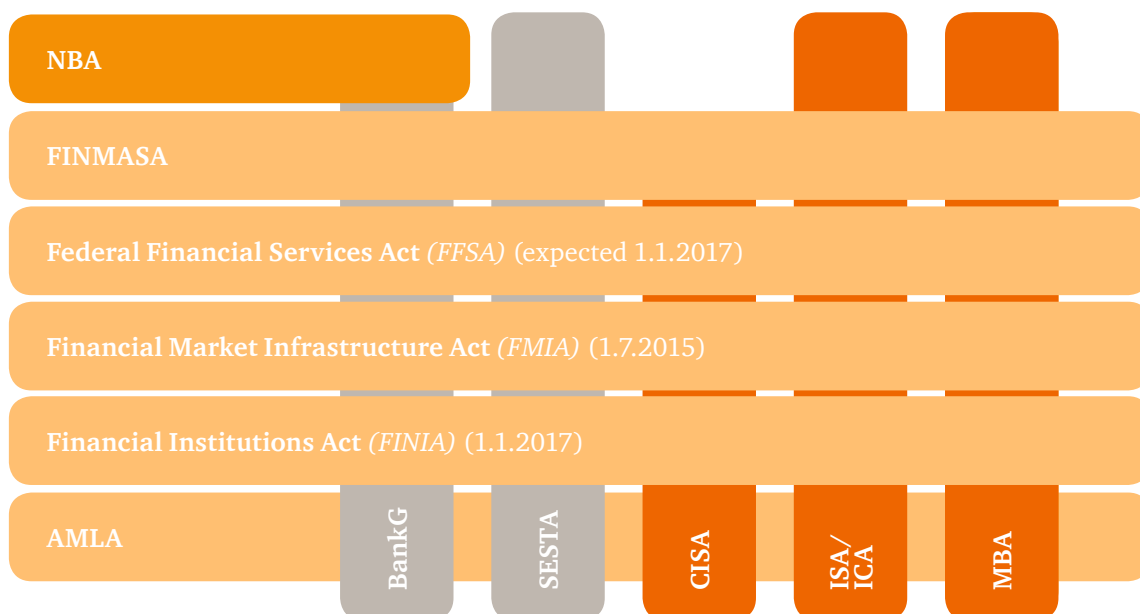 NBA
FINMASA
Federal Financial Services Act (FFSA) (expected 1.1.2017)
Financial Market Infrastructure Act (FMIA) (1.7.2015)
Financial Institutions Act (FINIA) (1.1.2017)
AMLA
BankG
SESTA
CISA
ISA/
ICA
MBA